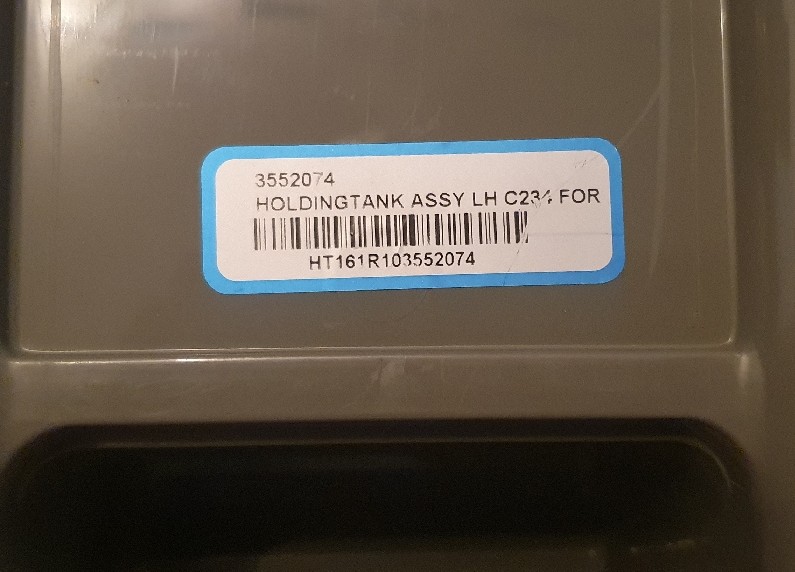 3552074
HOLDINGTANK ASSY LH C234 FOR
HT161R103552074